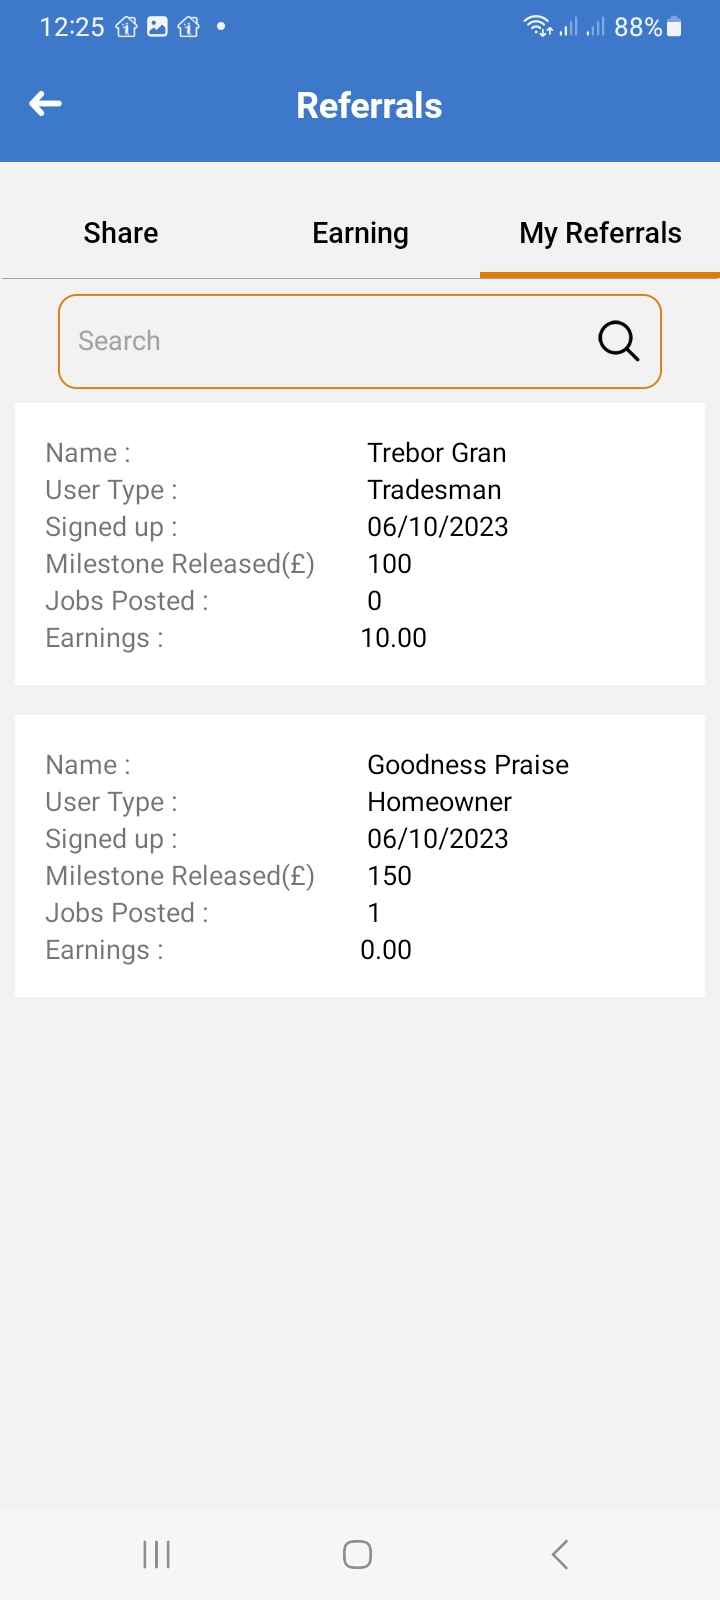 12:25 88%
Referrals
Share Earning My Referrals
Search
Name : Trebor Gran
User Type : Tradesman
Signed up : 06/10/2023
Milestone Released(£) 100
Jobs Posted : 0
Earnings : 10.00
Name : Goodness Praise
User Type : Homeowner
Signed up : 06/10/2023
Milestone Released(£) 150
Jobs Posted : 1
Earnings : 0.00